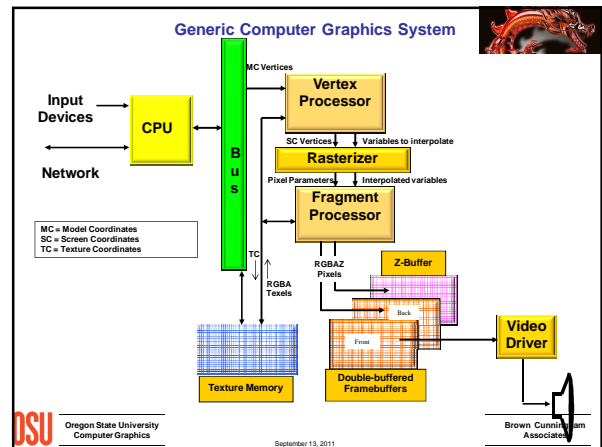 Generic Computer Graphics System
MC Vertices
Vertex
Processor
Input
Devices
CPU
Network
B
u
s
SC Vertices
Variables to interpolate
Rasterizer
Pixel Parameters
Interpolated variables
Fragment
Processor
MC = Model Coordinates
SC = Screen Coordinates
TC = Texture Coordinates
TC
RGBA
Texels
RGBAZ
Pixels
Z-Buffer
Back
Front
Video
Driver
Texture Memory
Double-buffered
Framebuffers
OSU
Oregon State University
Computer Graphics
September 13, 2011
Brown Cunningham
Associates